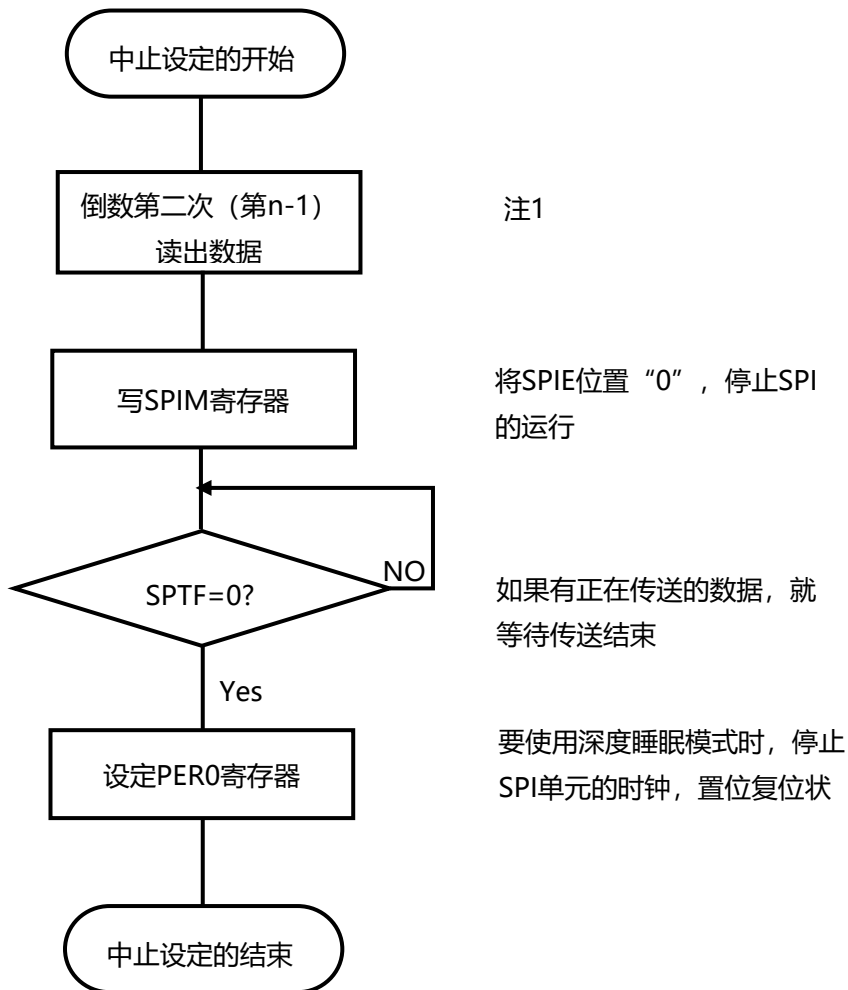 中止设定的开始
倒数第二次（第n-1）
读出数据
注1
写SPIM寄存器
将SPIE位置“0”，停止SPI
的运行
SPTF=0?
NO
如果有正在传送的数据，就
等待传送结束
Yes
设定PER0寄存器
要使用深度睡眠模式时，停止
SPI单元的时钟，置位复位状
中止设定的结束